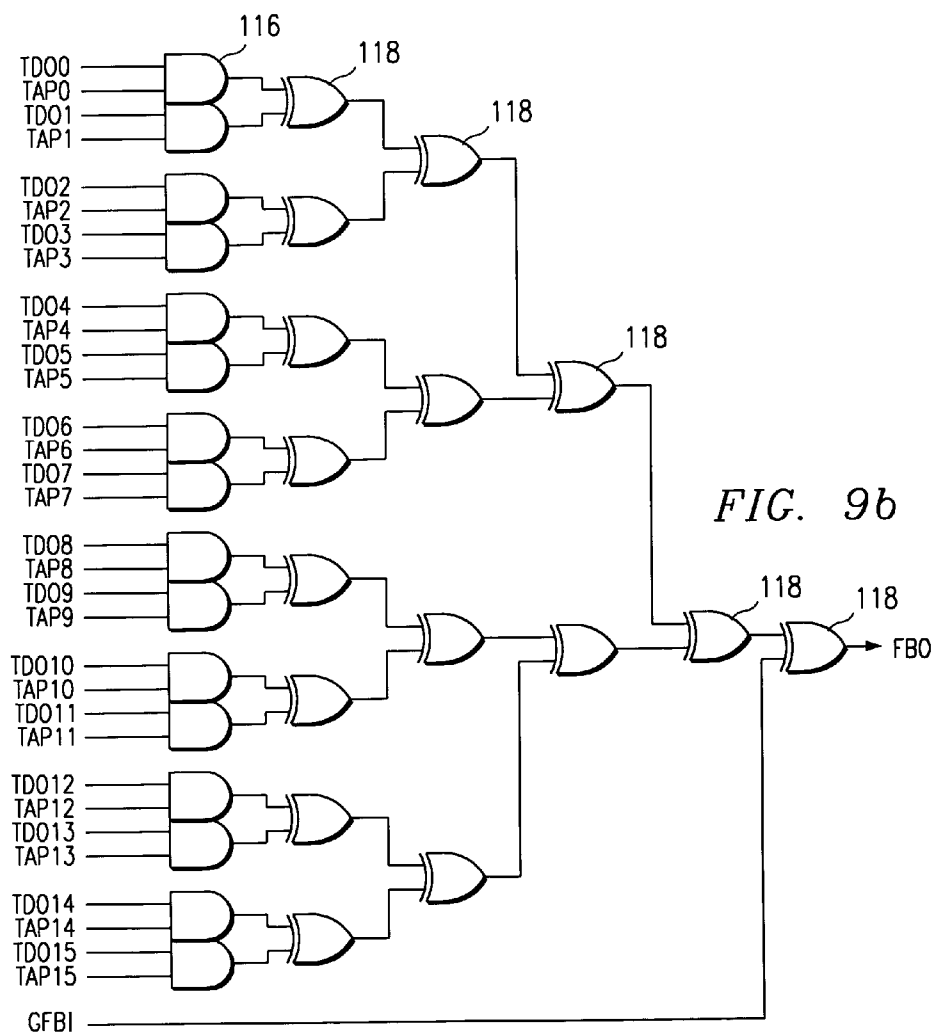 116
118
TDO0
TAP0
TDO1
TAP1
118
TDO2
TAP2
TDO3
TAP3
TDO4
TAP4
TDO5
TAP5
118
TDO6
TAP6
TDO7
TAP7
FIG. 9b
TDO8
TAP8
TDO9
TAP9
118
118
FBO
TDO10
TAP10
TDO11
TAP11
TDO12
TAP12
TDO13
TAP13
TDO14
TAP14
TDO15
TAP15
GFBI